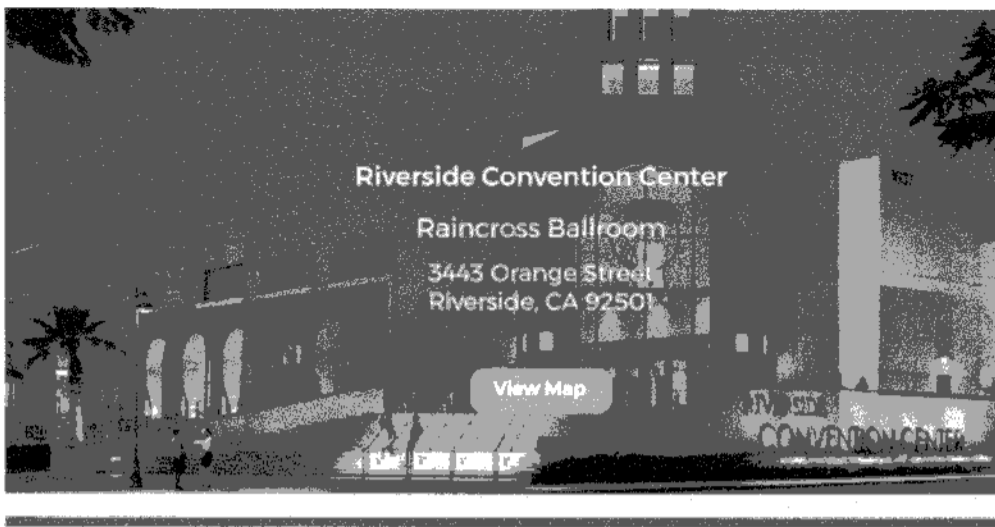 Riverside Convention Center
Raincross Ballroom
3443 Orange Street
Riverside, CA 92501
View Map
CONVENTION CENTER